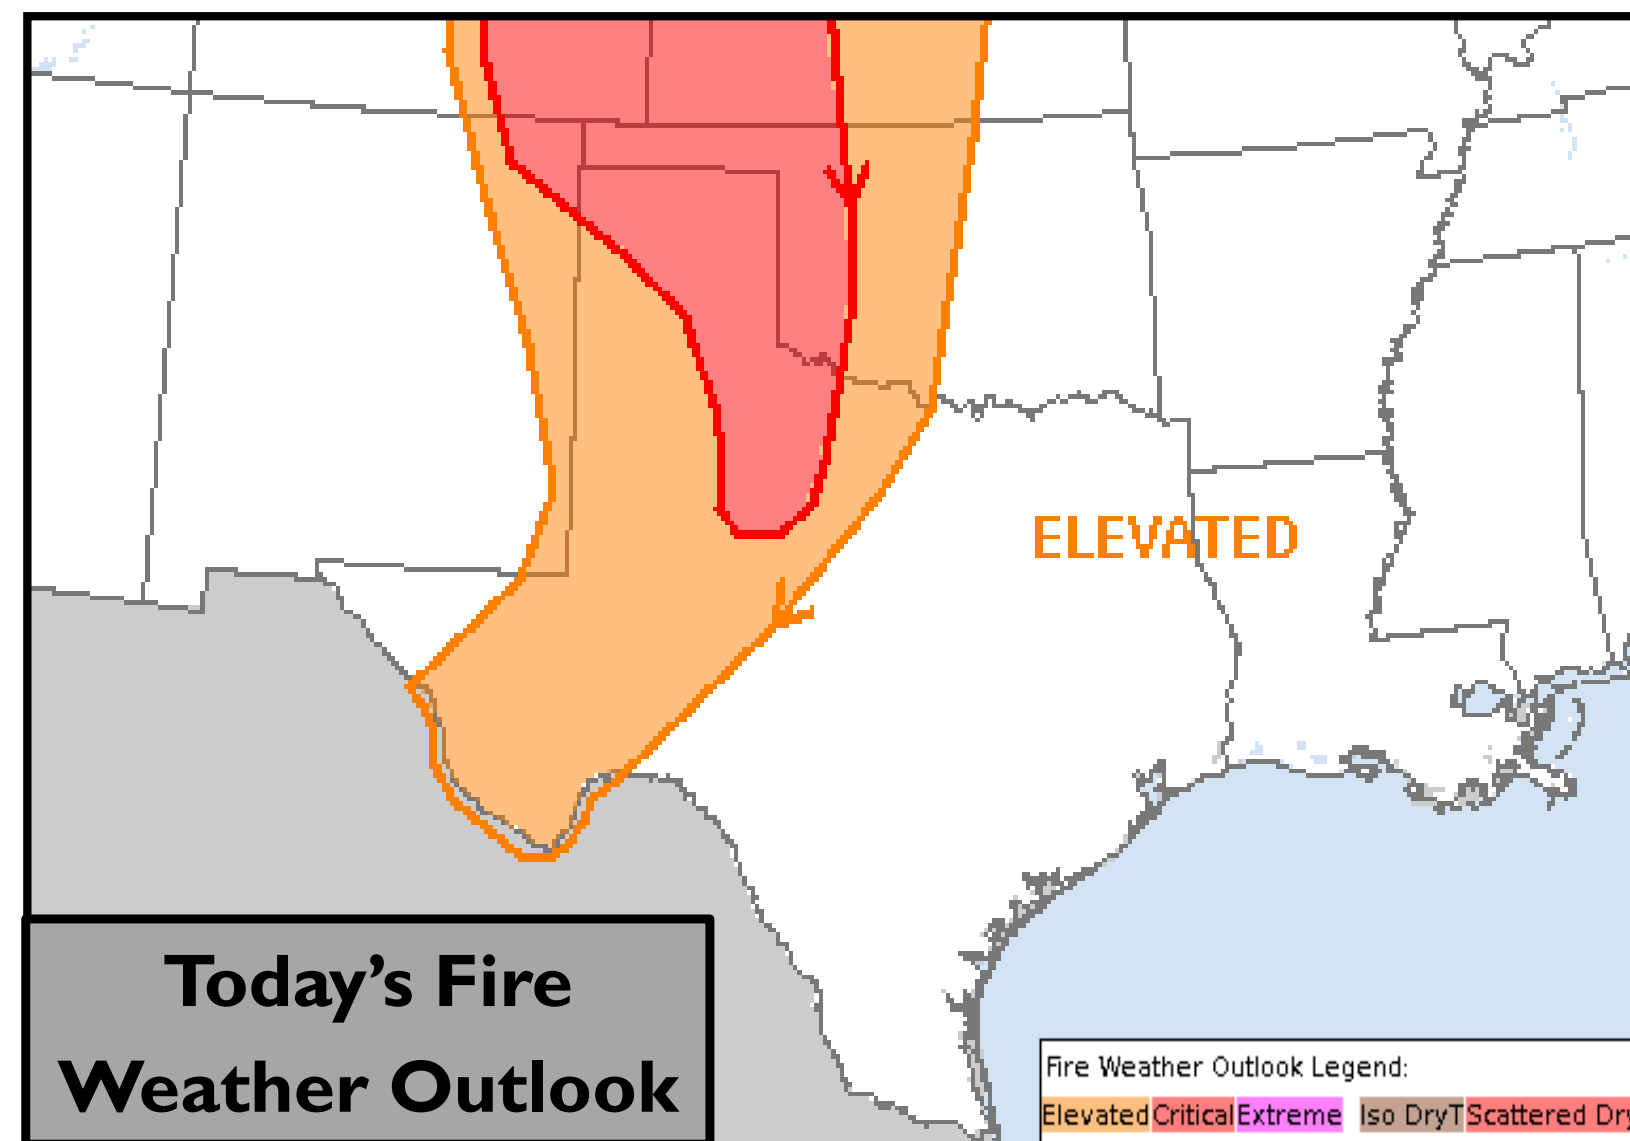 ELEVATED
Today's Fire
Weather Outlook
Fire Weather Outlook Legend:
Elevated Critical Extreme Iso DryT Scattered Dry